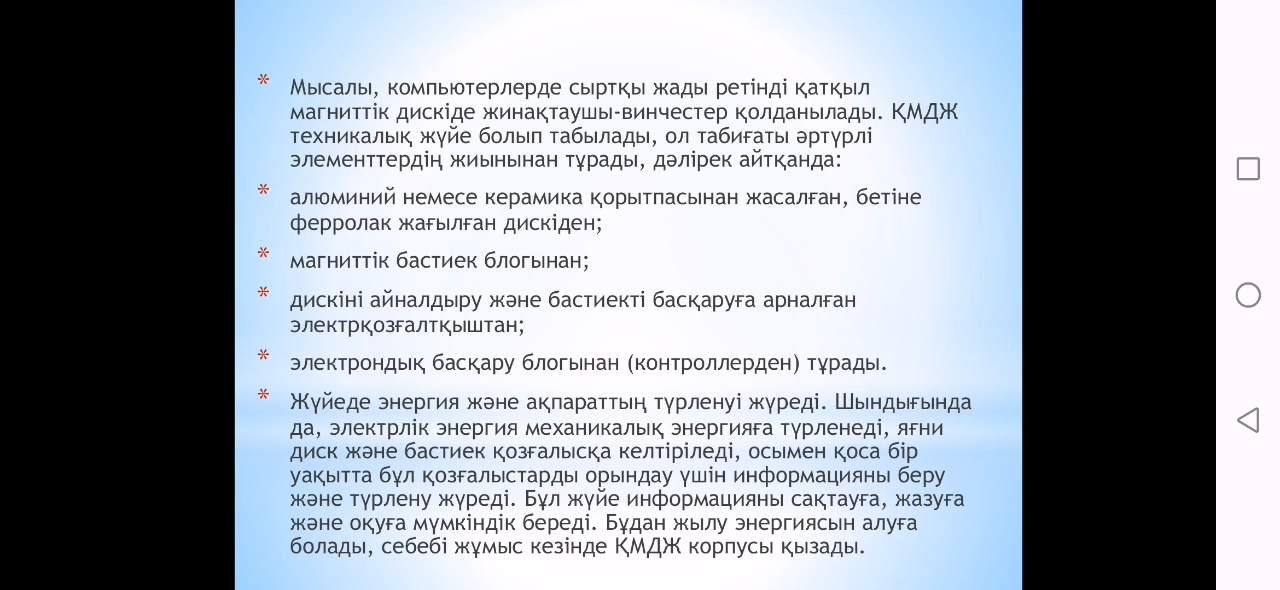 * Мысалы, компьютерлерде сыртқы жады ретінді қатқыл
магниттік дискіде жинақтаушы-винчестер қолданылады. ҚМДЖ
техникалық жүйе болып табылады, ол табиғаты әртүрлі
элементтердің жиынынан тұрады, дәлірек айтқанда:
* алюминий немесе керамика қорытпасынан жасалған, бетіне
ферролак жағылған дискіден;
* магниттік бастиек блогынан;
* дискіні айналдыру және бастиекті басқаруға арналған
электрқозғалтқыштан;
* электрондық басқару блогынан (контроллерден) тұрады.
* Жүйеде энергия және ақпараттың түрленуі жүреді. Шындығында
да, электрлік энергия механикалық энергияға түрленеді, яғни
диск және бастиек қозғалысқа келтіріледі, осымен қоса бір
уақытта бұл қозғалыстарды орындау үшін информацияны беру
және түрлену жүреді. Бұл жүйе информацияны сақтауға, жазуға
және оқуға мүмкіндік береді. Бұдан жылу энергиясын алуға
болады, себебі жұмыс кезінде ҚМДЖ корпусы қызады.